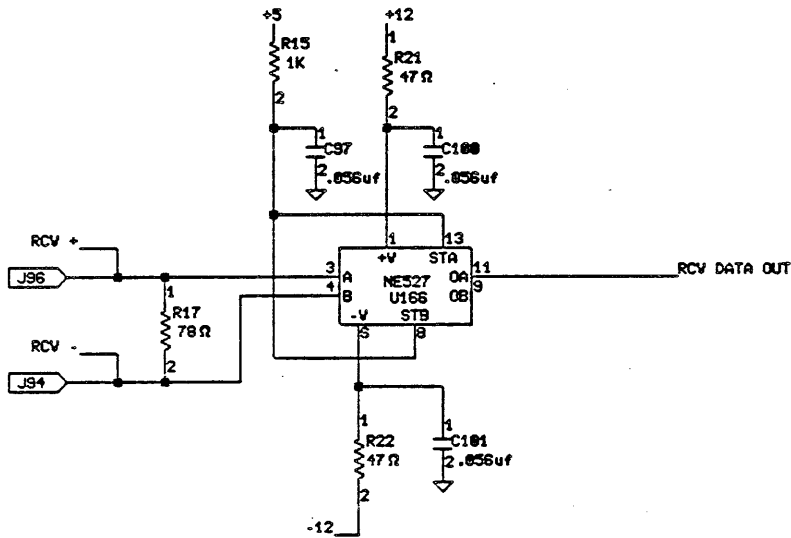 +5
+12
1
R15
1K
R21
47Ω
2
2
1
C97
2
.056uf
1
C100
2
.056uf
RCV +
J96
1 13
+V STA
3 A OA 11
4 B OB 9
NE527
U166
-V STB
6 8
RCV DATA OUT
1
R17
78Ω
2
RCV -
J94
1
R22
47Ω
2
1
C101
2
.056uf
-12